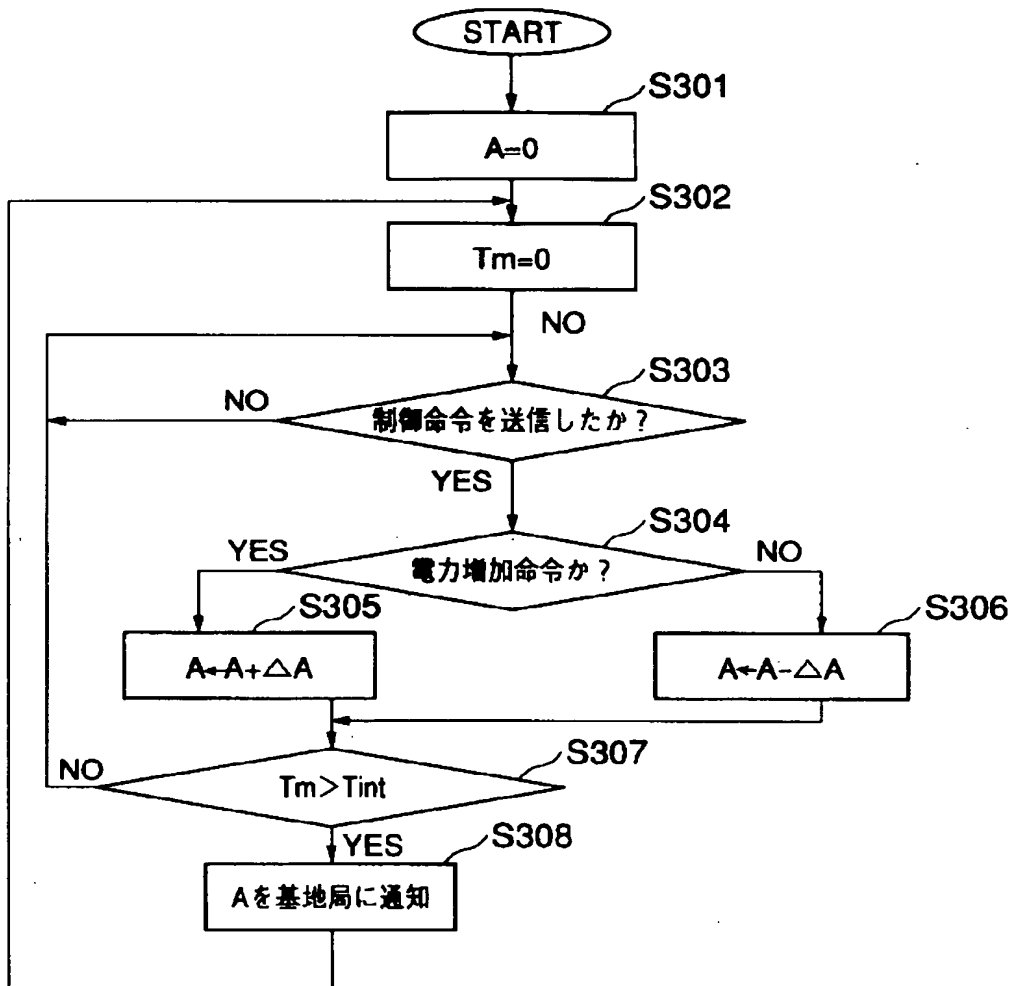 START
S301
A=0
S302
Tm=0
NO
S303
NO
制御命令を送信したか？
YES
S304
YES
NO
電力増加命令か？
S305
S306
A←A+△A
A←A-△A
S307
NO
Tm>Tint
YES
S308
Aを基地局に通知